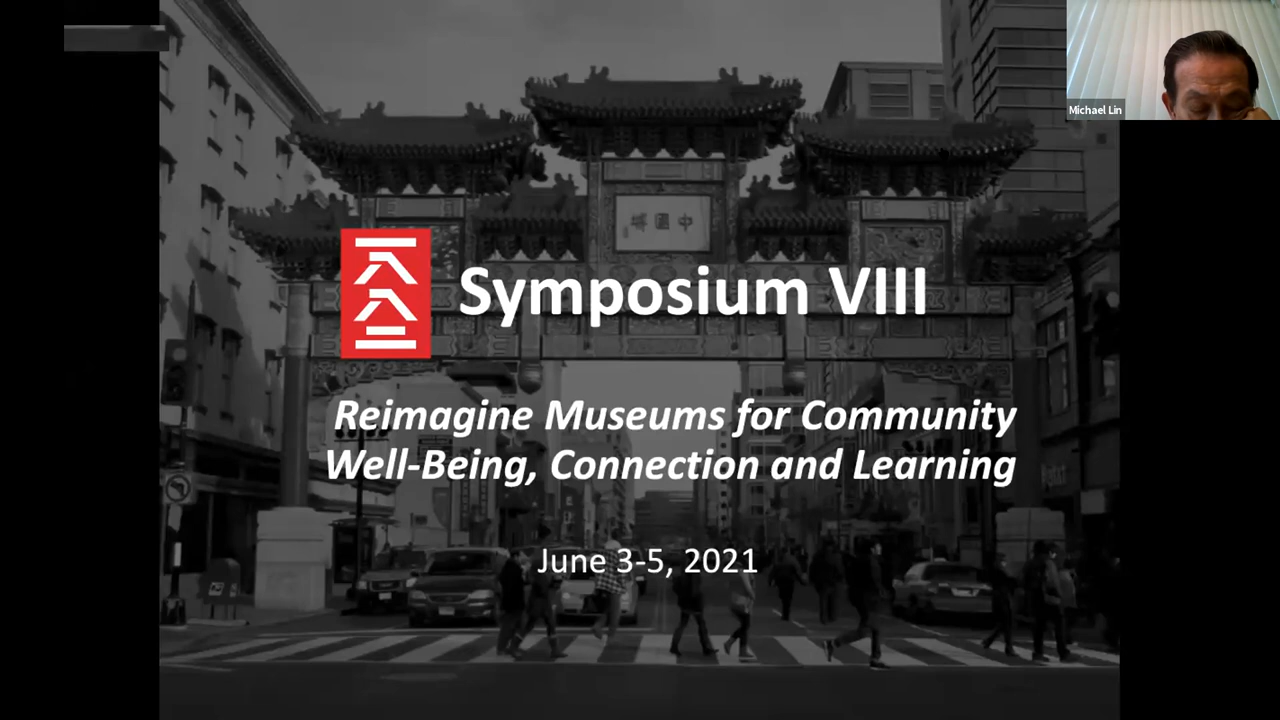 Michael Lin
中國城
Symposium VIII
Reimagine Museums for Community
Well-Being, Connection and Learning
June 3-5, 2021